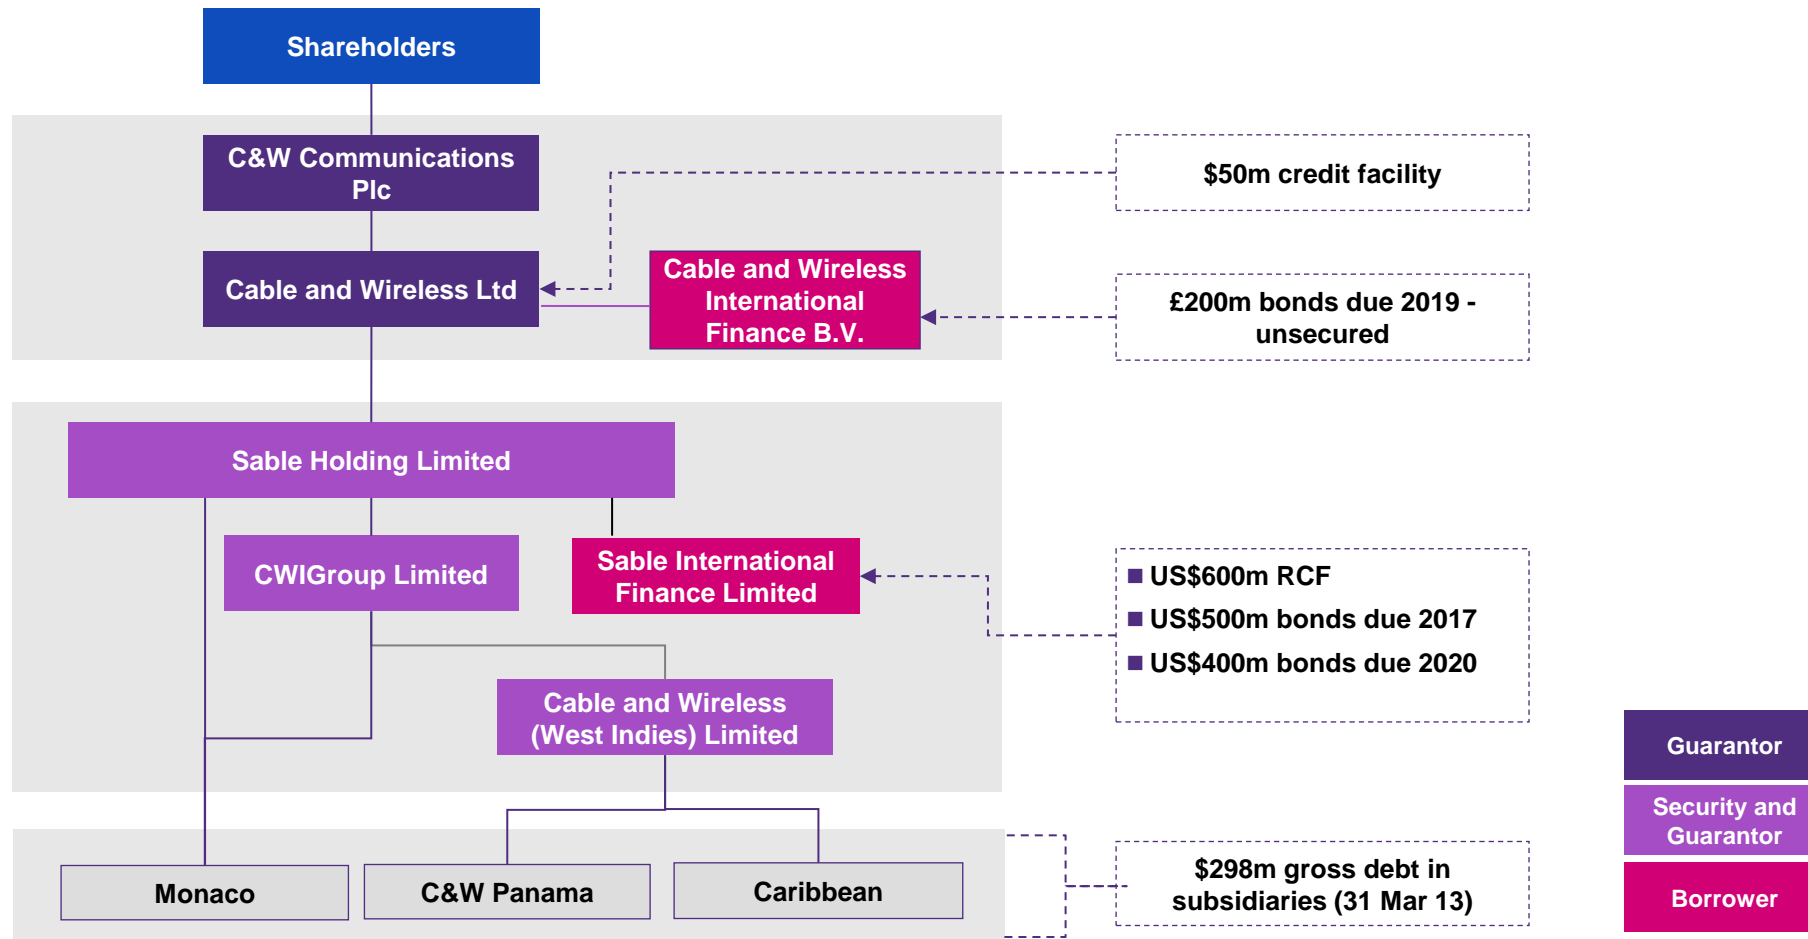 Shareholders
C&W Communications
Plc
$50m credit facility
Cable and Wireless Ltd
Cable and Wireless
International
Finance B.V.
£200m bonds due 2019 -
unsecured
Sable Holding Limited
CWIGroup Limited
Sable International
Finance Limited
US$600m RCF
US$500m bonds due 2017
US$400m bonds due 2020
Cable and Wireless
(West Indies) Limited
Guarantor
Security and
Guarantor
Monaco
C&W Panama
Caribbean
$298m gross debt in
subsidiaries (31 Mar 13)
Borrower